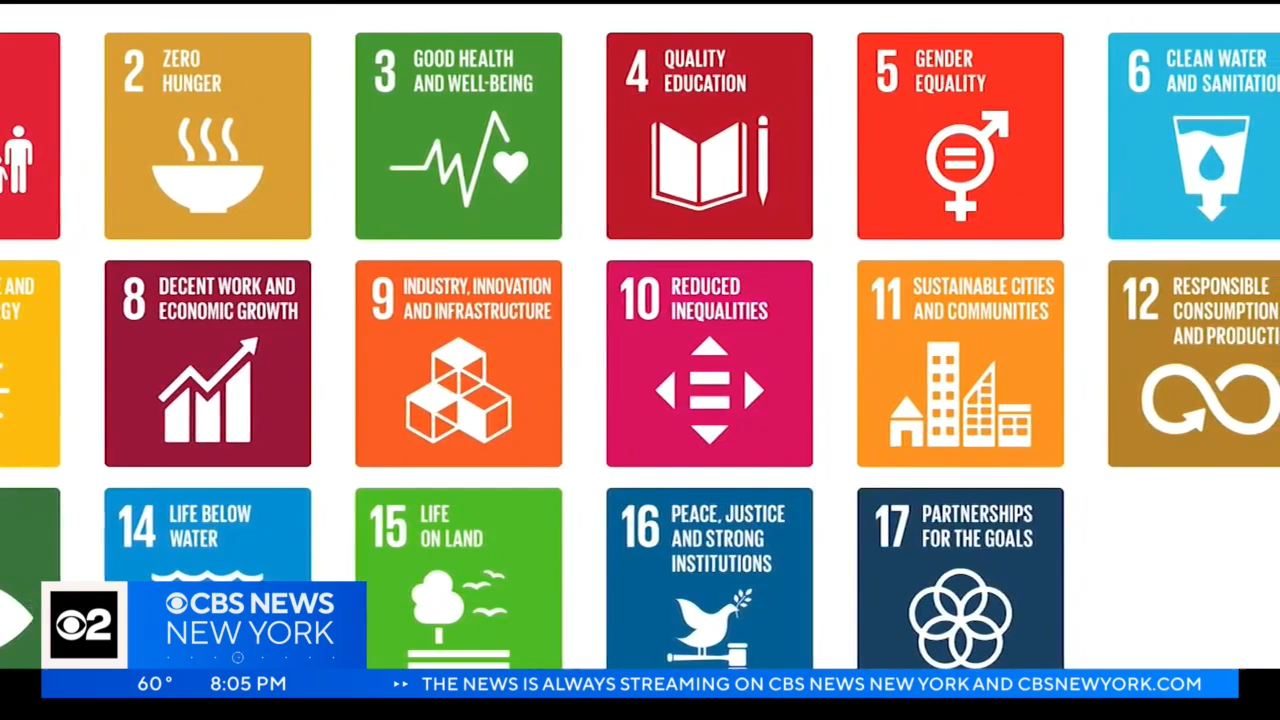 2 ZERO
HUNGER
3 GOOD HEALTH
AND WELL-BEING
4 QUALITY
EDUCATION
5 GENDER
EQUALITY
6 CLEAN WATER
AND SANITATIO
E AND
GY
8 DECENT WORK AND
ECONOMIC GROWTH
9 INDUSTRY, INNOVATION
AND INFRASTRUCTURE
10 REDUCED
INEQUALITIES
11 SUSTAINABLE CITIES
AND COMMUNITIES
12 RESPONSIBLE
CONSUMPTION
AND PRODUCTI
14 LIFE BELOW
WATER
15 LIFE
ON LAND
16 PEACE, JUSTICE
AND STRONG
INSTITUTIONS
17 PARTNERSHIPS
FOR THE GOALS
2
CBS NEWS
NEW YORK
60° 8:05 PM THE NEWS IS ALWAYS STREAMING ON CBS NEWS NEW YORK AND CBSNEWYORK.COM